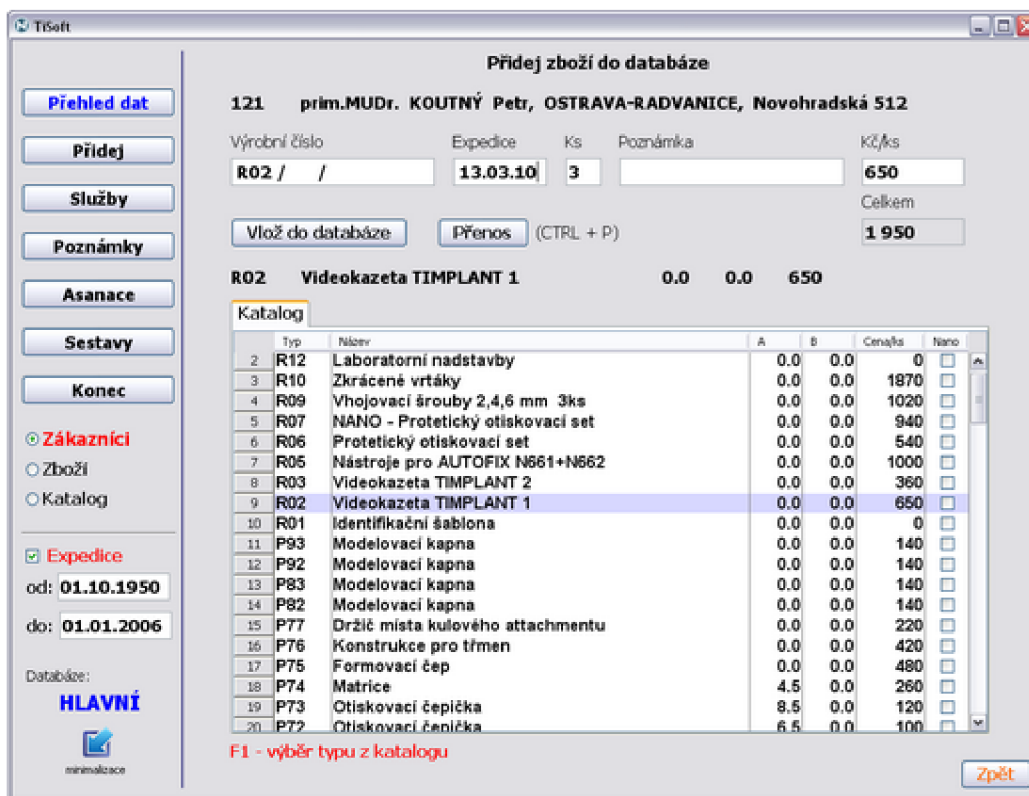 TiSoft
Přidej zboží do databáze
Přehled dat
Přidej
Služby
Poznámky
Asanace
Sestavy
Konec
Zákazníci
Zboží
Katalog
Expedice
od: 01.10.1950
do: 01.01.2006
Databáze:
HLAVNÍ
minimalizace
121 prim.MUDr. KOUTNÝ Petr, OSTRAVA-RADVANICE, Novohradská 512
Výrobní číslo Expedice Ks Poznámka Kč/ks
R02 / / 13.03.10 3 650
Celkem
Vlož do databáze Přenos (CTRL + P) 1 950
R02 Videokazeta TIMPLANT 1 0.0 0.0 650
Katalog
Typ Název A B Cena/ks Nano
2 R12 Laboratorní nadstavby 0.0 0.0 0
3 R10 Zkrácené vrtáky 0.0 0.0 1870
4 R09 Vhojovací šrouby 2,4,6 mm 3ks 0.0 0.0 1020
5 R07 NANO - Protetický otiskovací set 0.0 0.0 940
6 R06 Protetický otiskovací set 0.0 0.0 540
7 R05 Nástroje pro AUTOFIX N661+N662 0.0 0.0 1000
8 R03 Videokazeta TIMPLANT 2 0.0 0.0 360
9 R02 Videokazeta TIMPLANT 1 0.0 0.0 650
10 R01 Identifikační šablona 0.0 0.0 0
11 P93 Modelovací kapna 0.0 0.0 140
12 P92 Modelovací kapna 0.0 0.0 140
13 P83 Modelovací kapna 0.0 0.0 140
14 P82 Modelovací kapna 0.0 0.0 140
15 P77 Držič místa kulového attachmentu 0.0 0.0 220
16 P76 Konstrukce pro třmen 0.0 0.0 420
17 P75 Formovací čep 0.0 0.0 480
18 P74 Matrice 4.5 0.0 260
19 P73 Otiskovací čepička 8.5 0.0 120
20 P72 Otiskovací čepička 6.5 0.0 100
F1 - výběr typu z katalogu
Zpět